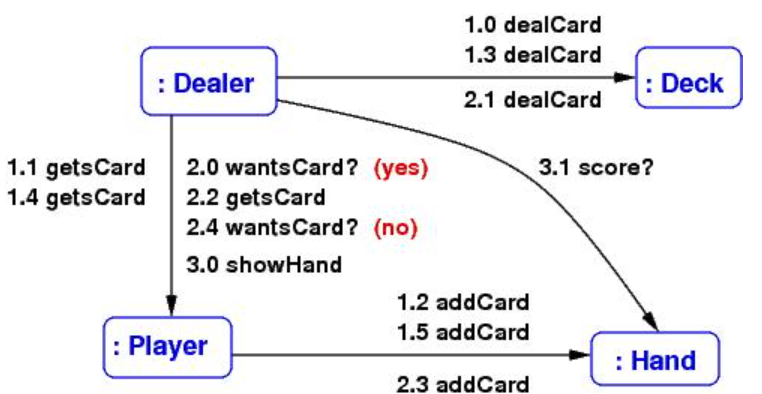 1.0 dealCard
1.3 dealCard
: Dealer
: Deck
2.1 dealCard
1.1 getsCard
1.4 getsCard
2.0 wantsCard? (yes)
2.2 getsCard
2.4 wantsCard? (no)
3.0 showHand
3.1 score?
1.2 addCard
1.5 addCard
: Player
: Hand
2.3 addCard